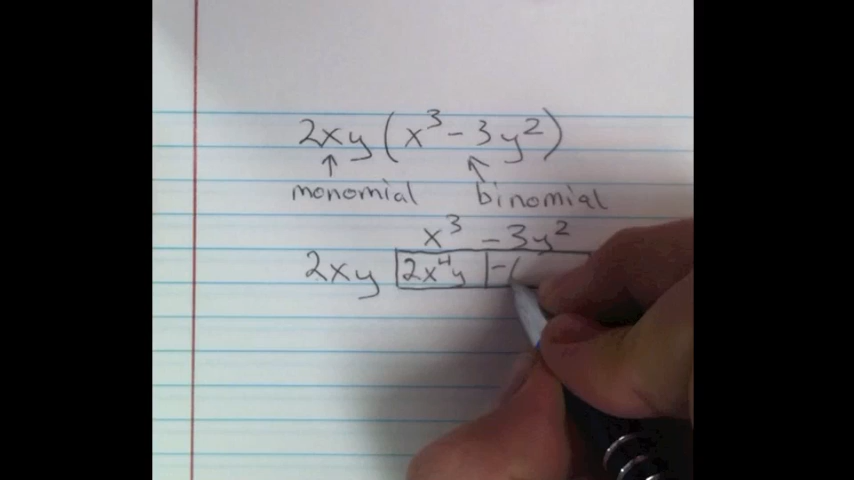 2xy(x³-3y²)
monomial binomial
x³ -3y²
2xy 2x⁴y -